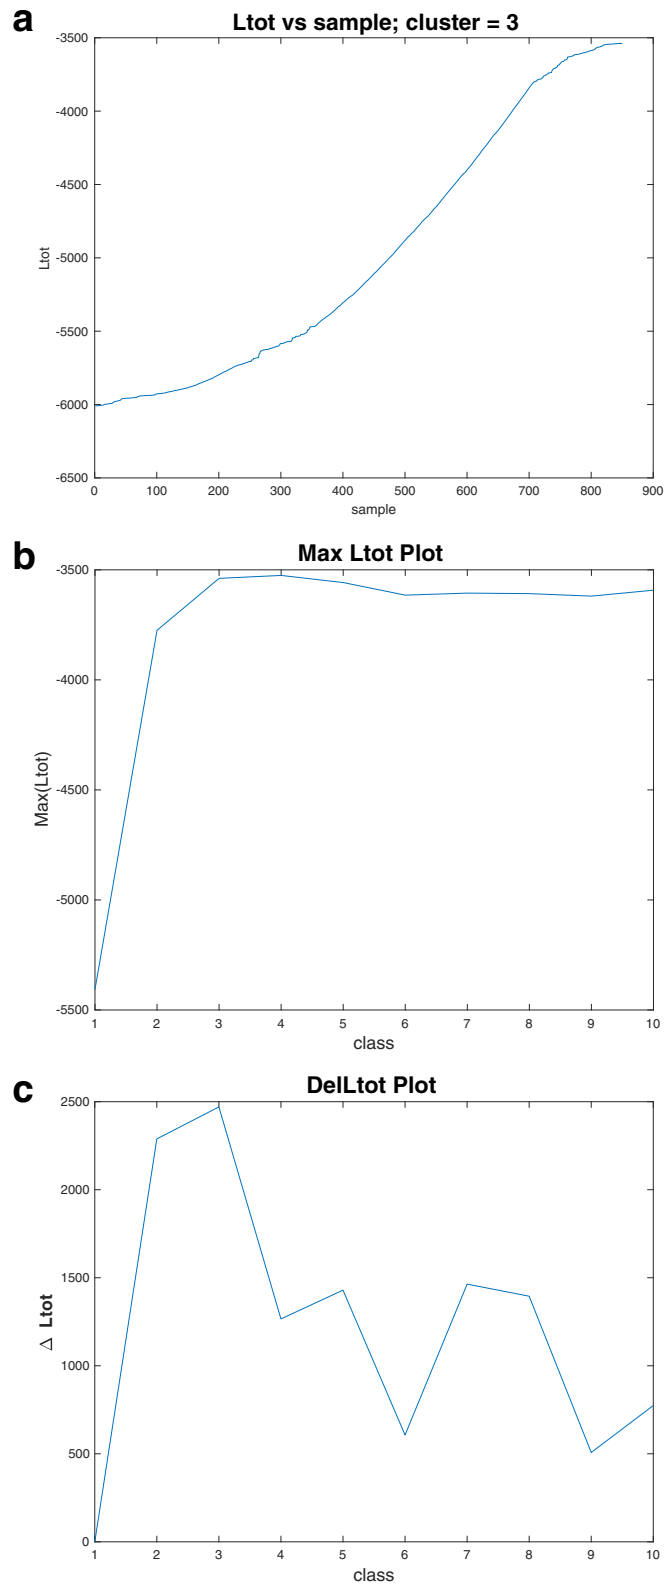 a
Ltot vs sample; cluster = 3
-3500
-4000
-4500
-5000
-5500
-6000
-6500
Ltot
0 100 200 300 400 500 600 700 800 900
sample
b
Max Ltot Plot
-3500
-4000
-4500
-5000
-5500
Max(Ltot)
1 2 3 4 5 6 7 8 9 10
class
c
DelLtot Plot
2500
2000
1500
1000
500
0
Δ Ltot
1 2 3 4 5 6 7 8 9 10
class